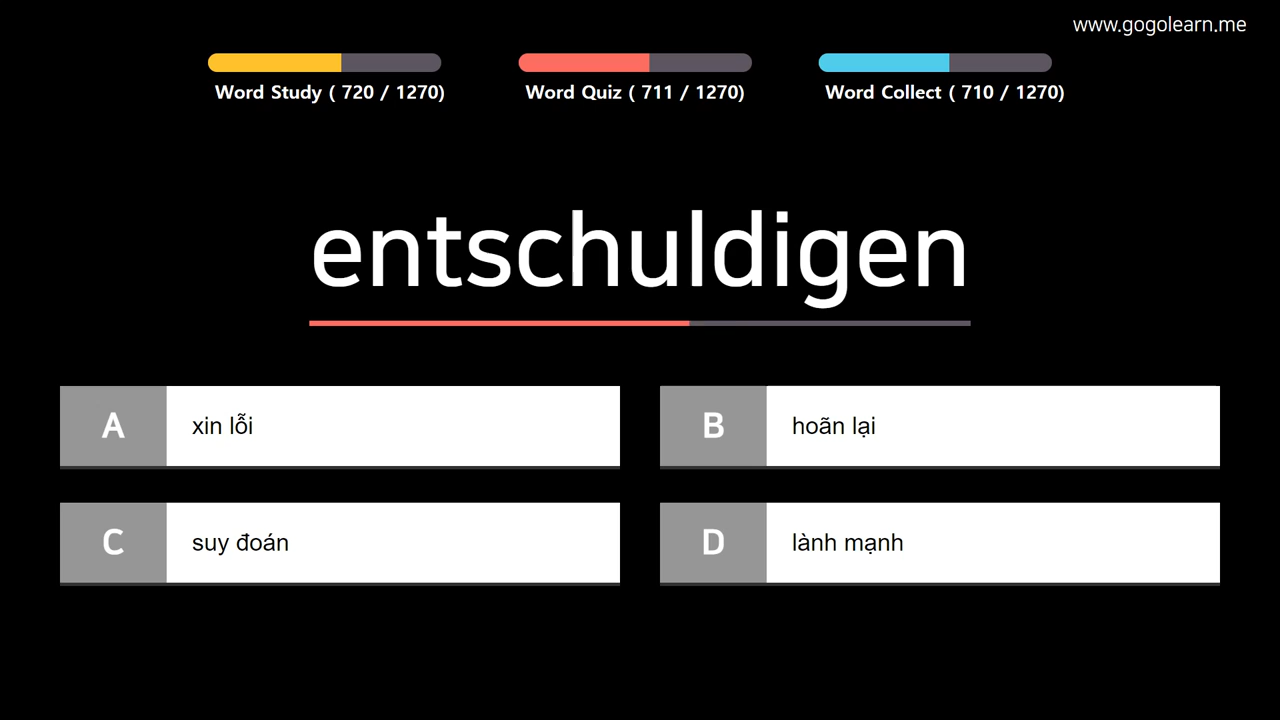 www.gogolearn.me
Word Study ( 720 / 1270)
Word Quiz ( 711 / 1270)
Word Collect ( 710 / 1270)
entschuldigen
A xin lỗi
B hoãn lại
C suy đoán
D lành mạnh